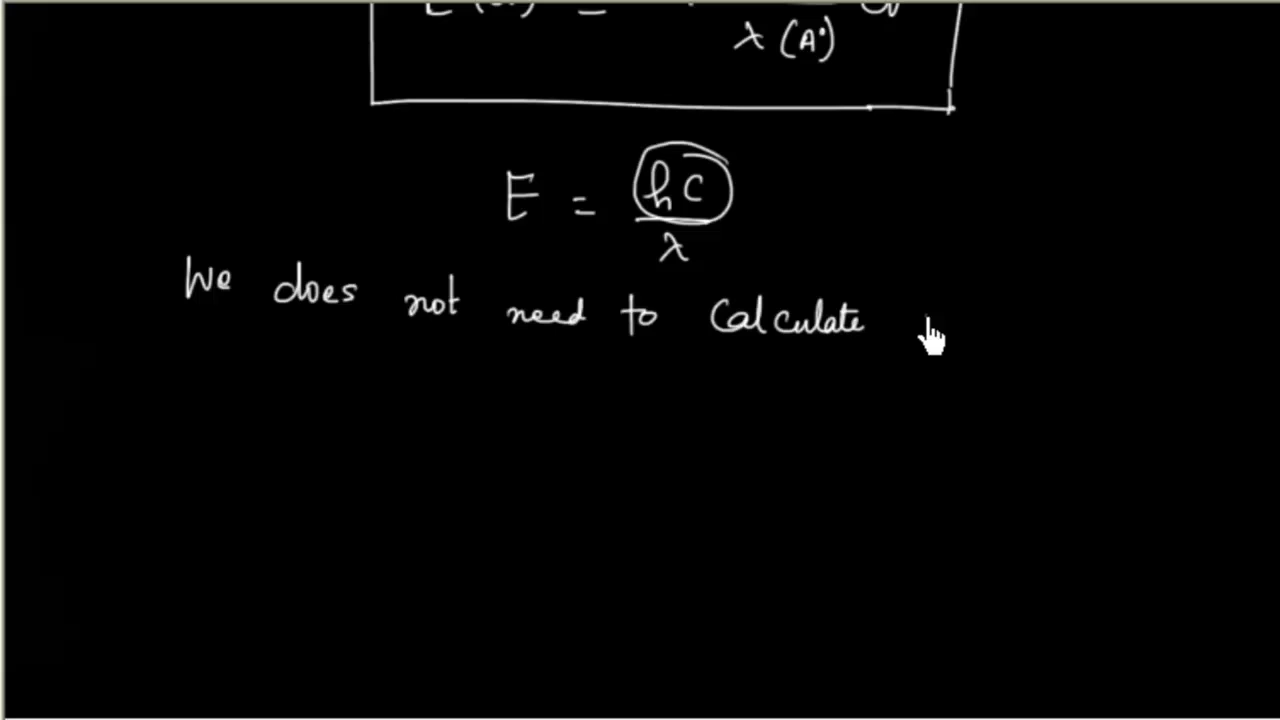 λ (A°)
E = hc
λ
We does not need to Calculate